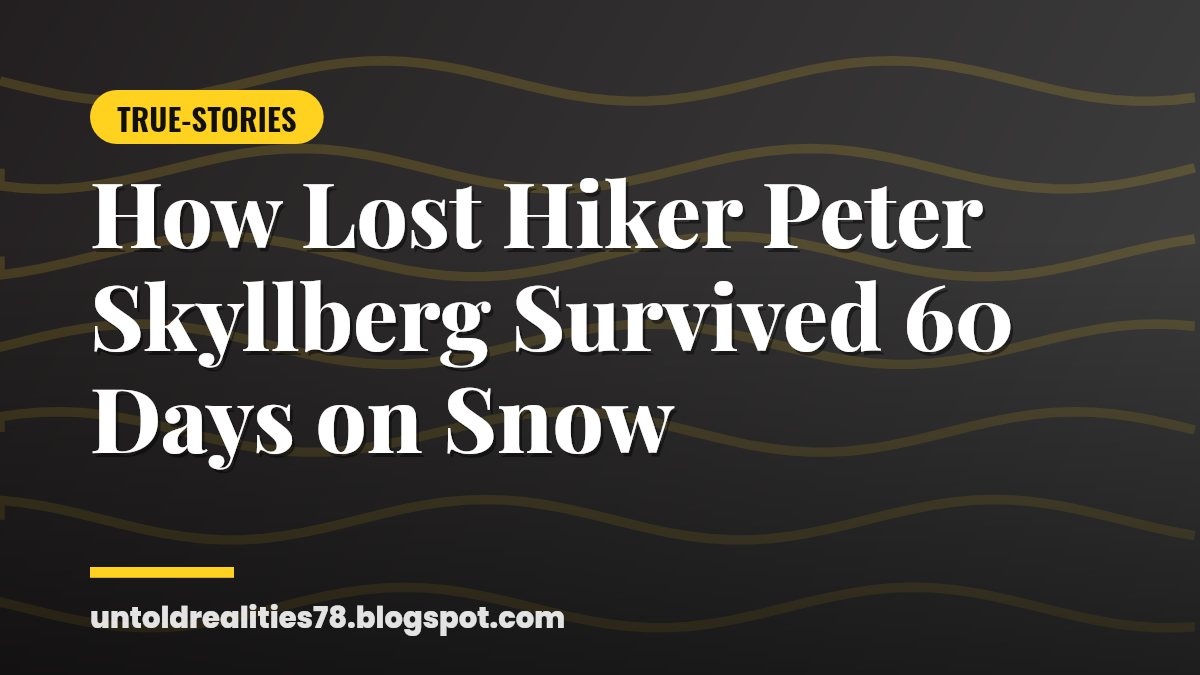 TRUE-STORIES
How Lost Hiker Peter
Skyllberg Survived 60
Days on Snow
untoldrealities78.blogspot.com